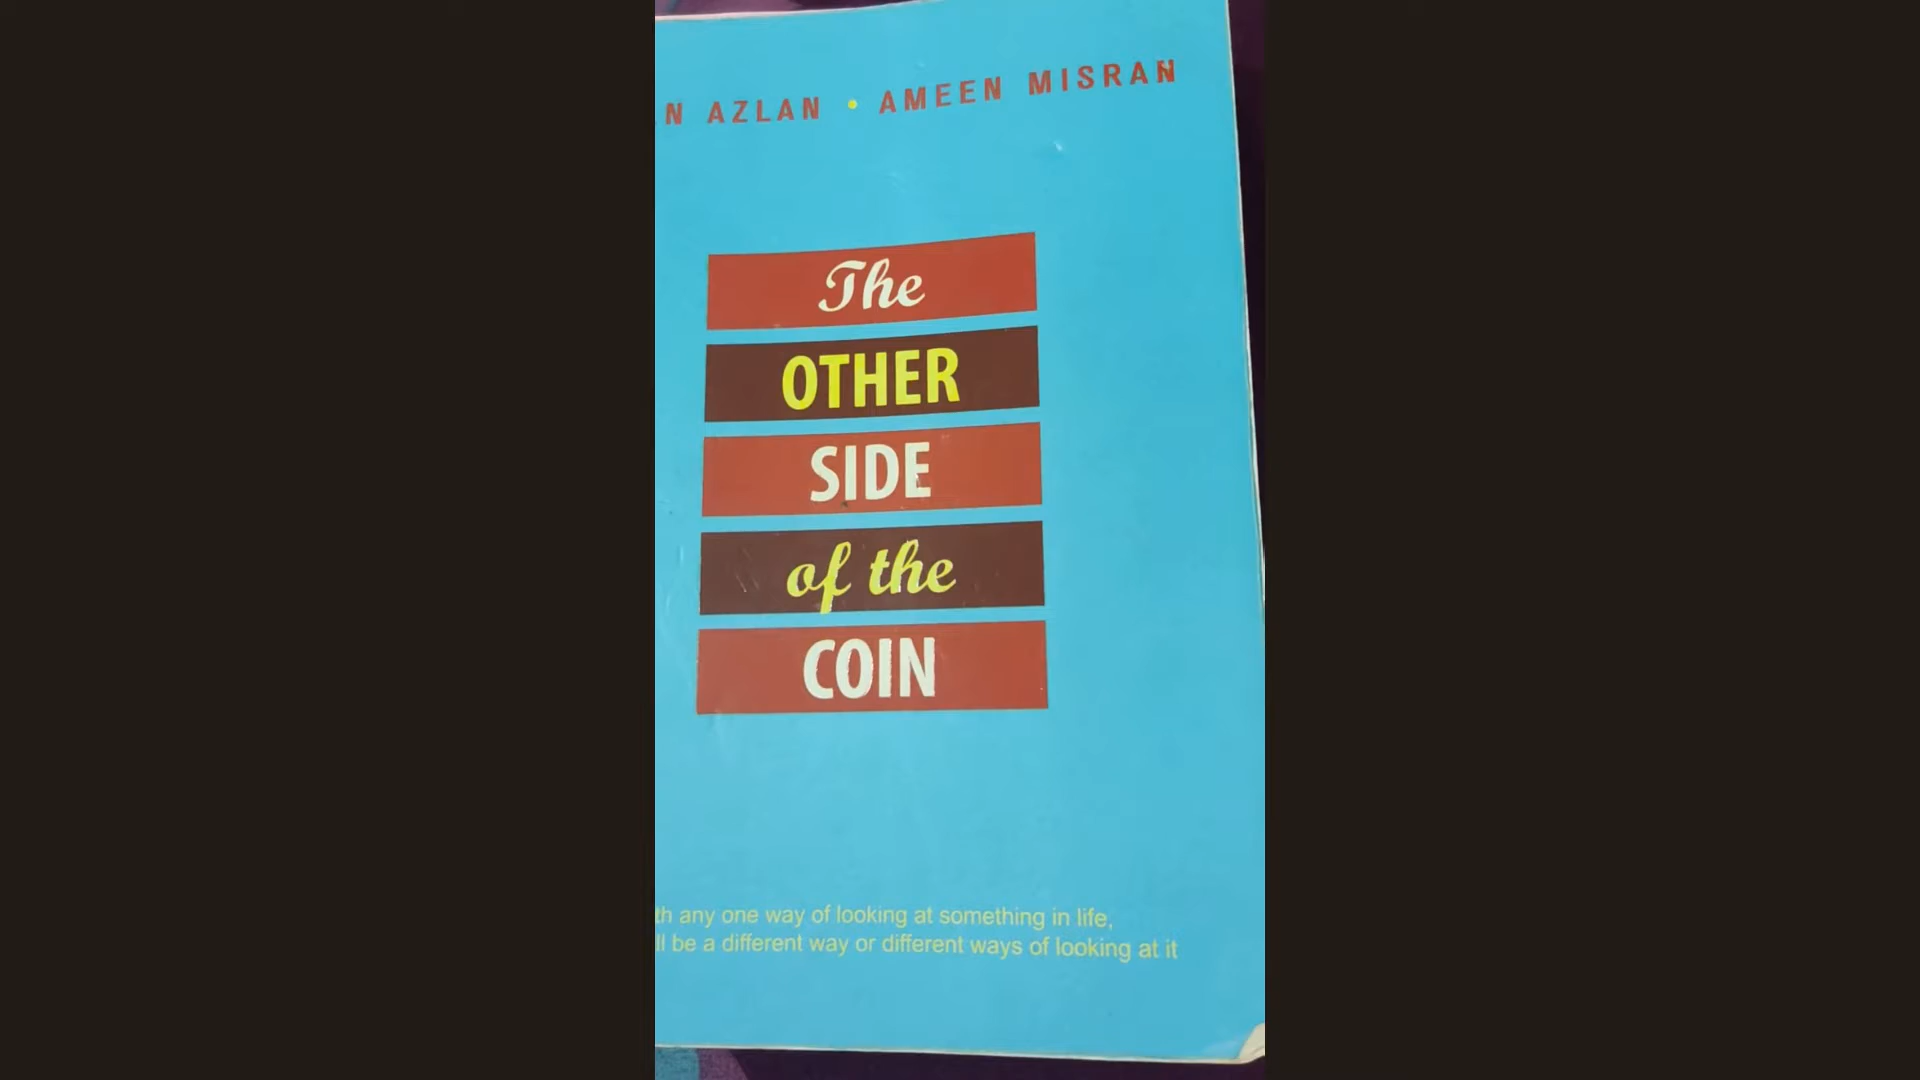 N AZLAN • AMEEN MISRAN
The
OTHER
SIDE
of the
COIN
th any one way of looking at something in life,
ll be a different way or different ways of looking at it